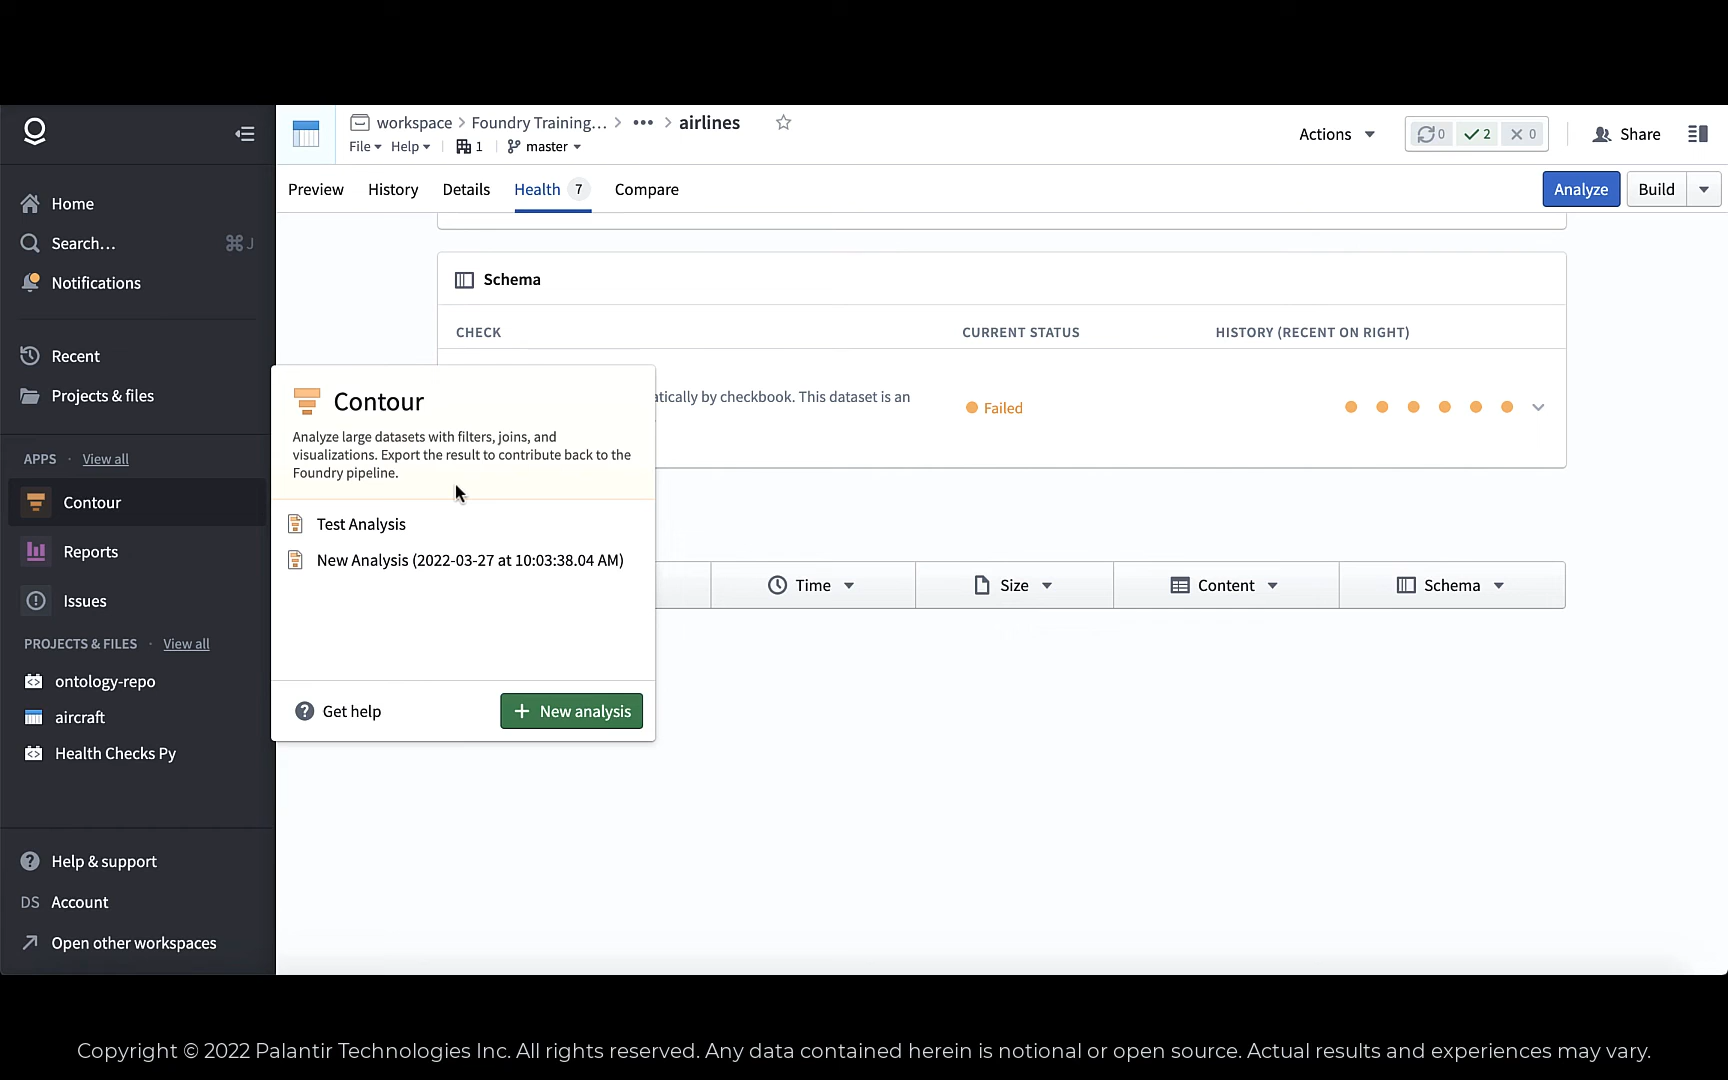 workspace > Foundry Training... > ••• > airlines
File Help 1 master
Actions
0 2 0
Share
Home
Search...
⌘ J
Notifications
Recent
Projects & files
APPS · View all
Contour
Reports
Issues
PROJECTS & FILES · View all
ontology-repo
aircraft
Health Checks Py
Help & support
DS Account
Open other workspaces
Preview History Details Health 7 Compare
Analyze Build
Schema
CHECK CURRENT STATUS HISTORY (RECENT ON RIGHT)
atically by checkbook. This dataset is an
Failed
Contour
Analyze large datasets with filters, joins, and
visualizations. Export the result to contribute back to the
Foundry pipeline.
Test Analysis
New Analysis (2022-03-27 at 10:03:38.04 AM)
Get help
+ New analysis
Time Size Content Schema
Copyright © 2022 Palantir Technologies Inc. All rights reserved. Any data contained herein is notional or open source. Actual results and experiences may vary.